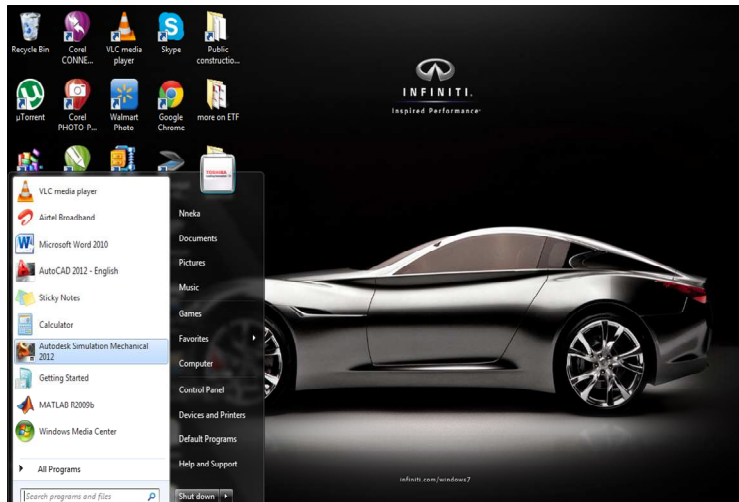 Recycle Bin
Corel CONNE...
VLC media player
Skype
Public constructio...
µTorrent
Corel PHOTO P...
Walmart Photo
Google Chrome
more on ETF
INFINITI.
Inspired Performance™
TOSHIBA
VLC media player
Airtel Broadband
Microsoft Word 2010
AutoCAD 2012 - English
Sticky Notes
Calculator
Autodesk Simulation Mechanical
2012
Getting Started
MATLAB R2009b
Windows Media Center
All Programs
Search programs and files
Nneka
Documents
Pictures
Music
Games
Favorites
Computer
Control Panel
Devices and Printers
Default Programs
Help and Support
Shut down
infiniti.com/windows7